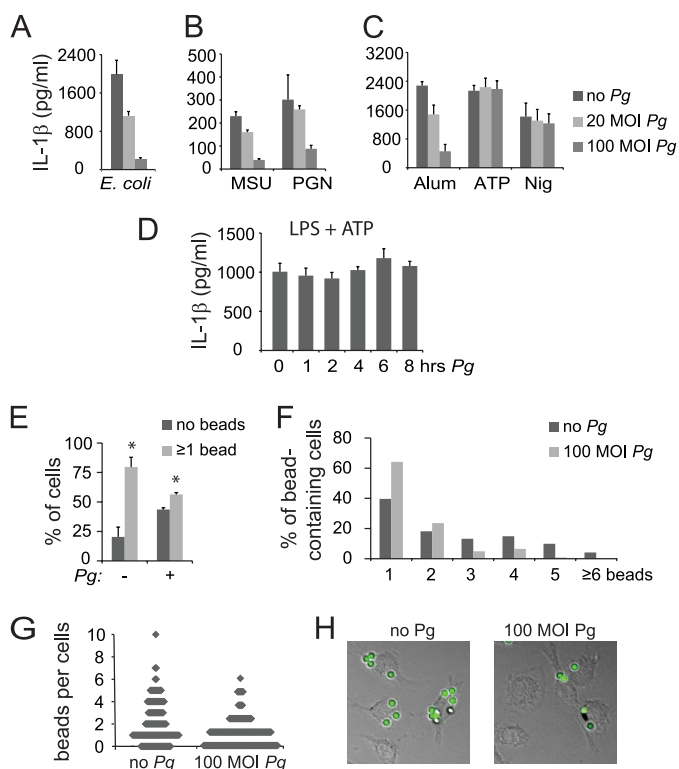 A
IL-1β (pg/ml)
2400
1600
800
0
E. coli
B
500
400
300
200
100
0
MSU PGN
C
3200
2400
1600
800
0
Alum ATP Nig
no Pg
20 MOI Pg
100 MOI Pg
D
LPS + ATP
IL-1β (pg/ml)
1500
1000
500
0
0 1 2 4 6 8 hrs Pg
E
no beads
≥1 bead
% of cells
100
75
50
25
0
* *
Pg: - +
F
no Pg
100 MOI Pg
% of bead-
containing cells
80
60
40
20
0
1 2 3 4 5 ≥6 beads
G
beads per cells
10
8
6
4
2
0
no Pg 100 MOI Pg
H
no Pg 100 MOI Pg